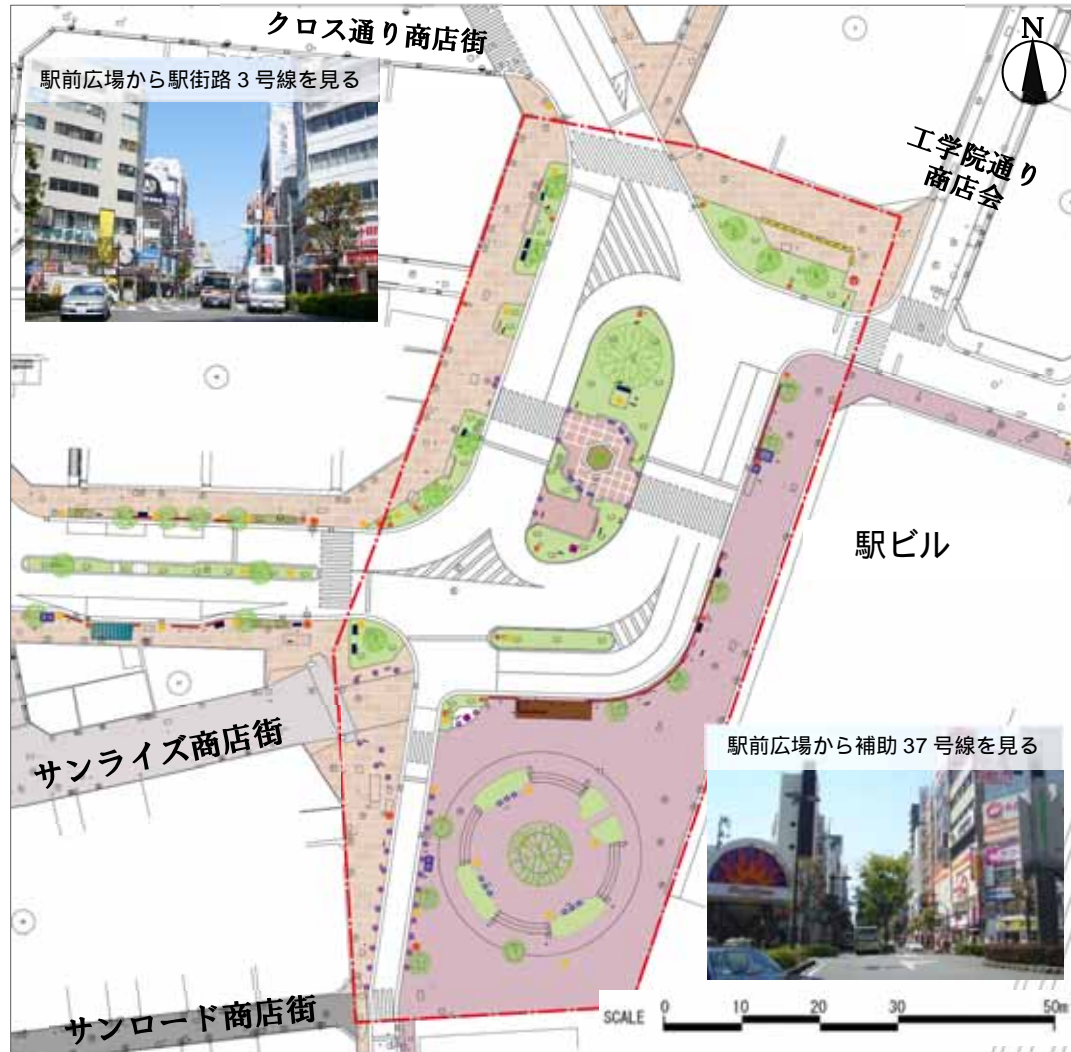 クロス通り商店街
N
駅前広場から駅街路3号線を見る
工学院通り
商店会
駅ビル
サンライズ商店街
駅前広場から補助37号線を見る
サンロード商店街
SCALE 0 10 20 30 50m